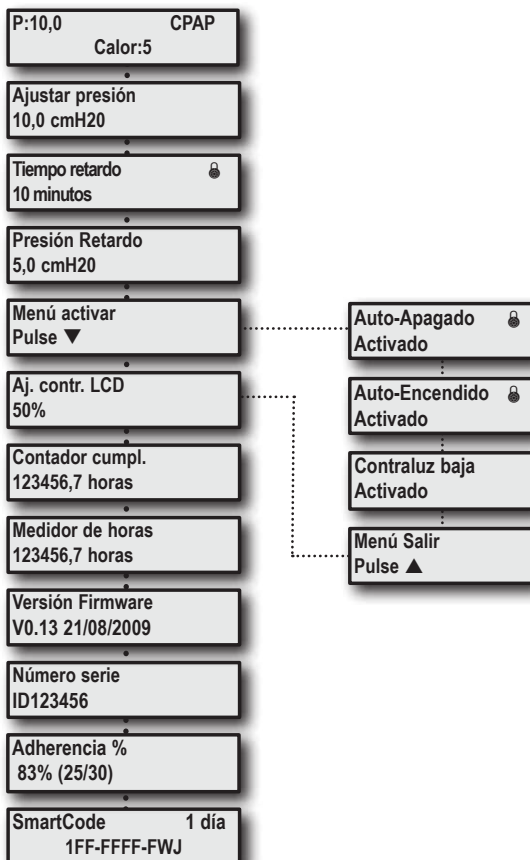 P:10,0 CPAP
Calor:5
Ajustar presión
10,0 cmH20
Tiempo retardo
10 minutos
Presión Retardo
5,0 cmH20
Menú activar
Pulse ▼
Aj. contr. LCD
50%
Contador cumpl.
123456,7 horas
Medidor de horas
123456,7 horas
Versión Firmware
V0.13 21/08/2009
Número serie
ID123456
Adherencia %
83% (25/30)
SmartCode 1 día
1FF-FFFF-FWJ
Auto-Apagado
Activado
Auto-Encendido
Activado
Contraluz baja
Activado
Menú Salir
Pulse ▲